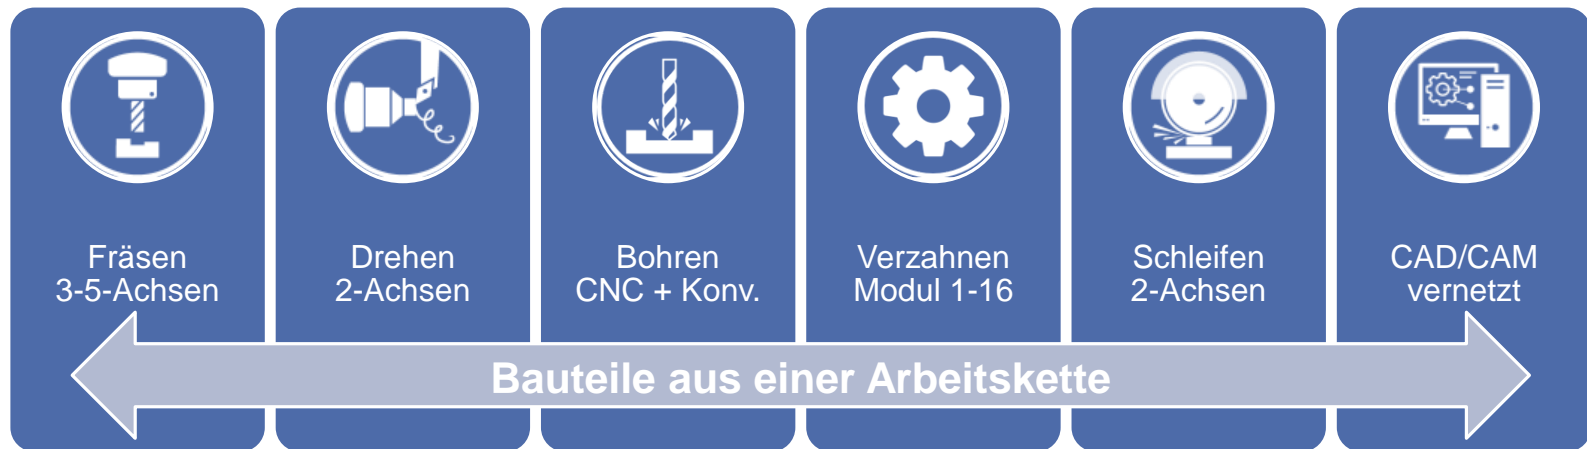 Fräsen
3-5-Achsen
Drehen
2-Achsen
Bohren
CNC + Konv.
Verzahnen
Modul 1-16
Schleifen
2-Achsen
CAD/CAM
vernetzt
Bauteile aus einer Arbeitskette